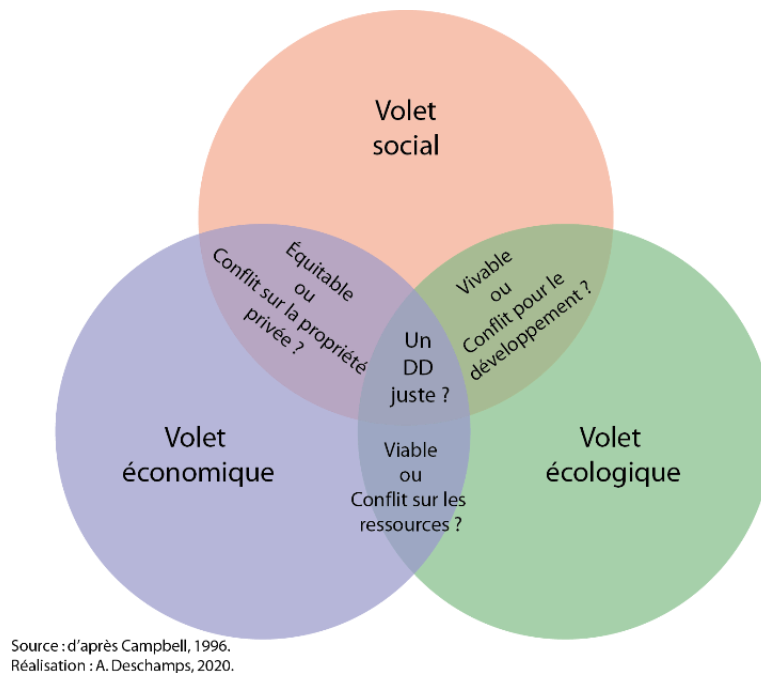 Volet
social
Équitable
ou
Conflit sur la propriété
privée ?
Vivable
ou
Conflit pour le
développement ?
Un
DD
juste ?
Volet
économique
Viable
ou
Conflit sur les
ressources ?
Volet
écologique
Source : d'après Campbell, 1996.
Réalisation : A. Deschamps, 2020.